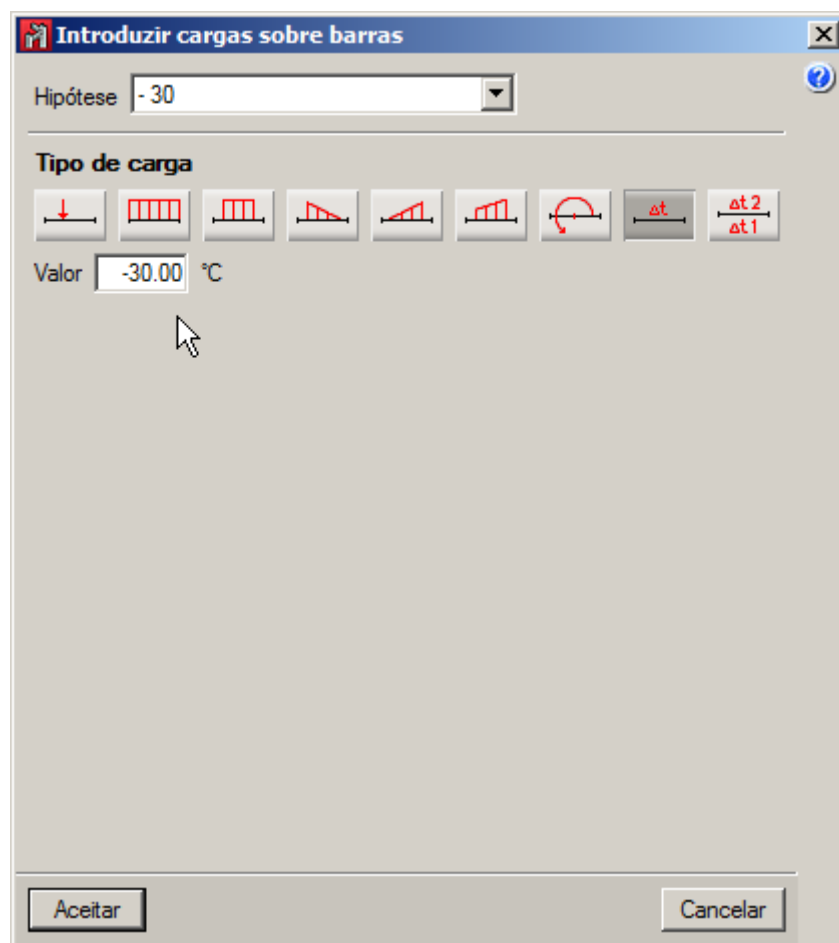 Introduzir cargas sobre barras
Hipótese - 30
Tipo de carga
Δt Δt 2
Δt 1
Valor -30.00 °C
Aceitar Cancelar